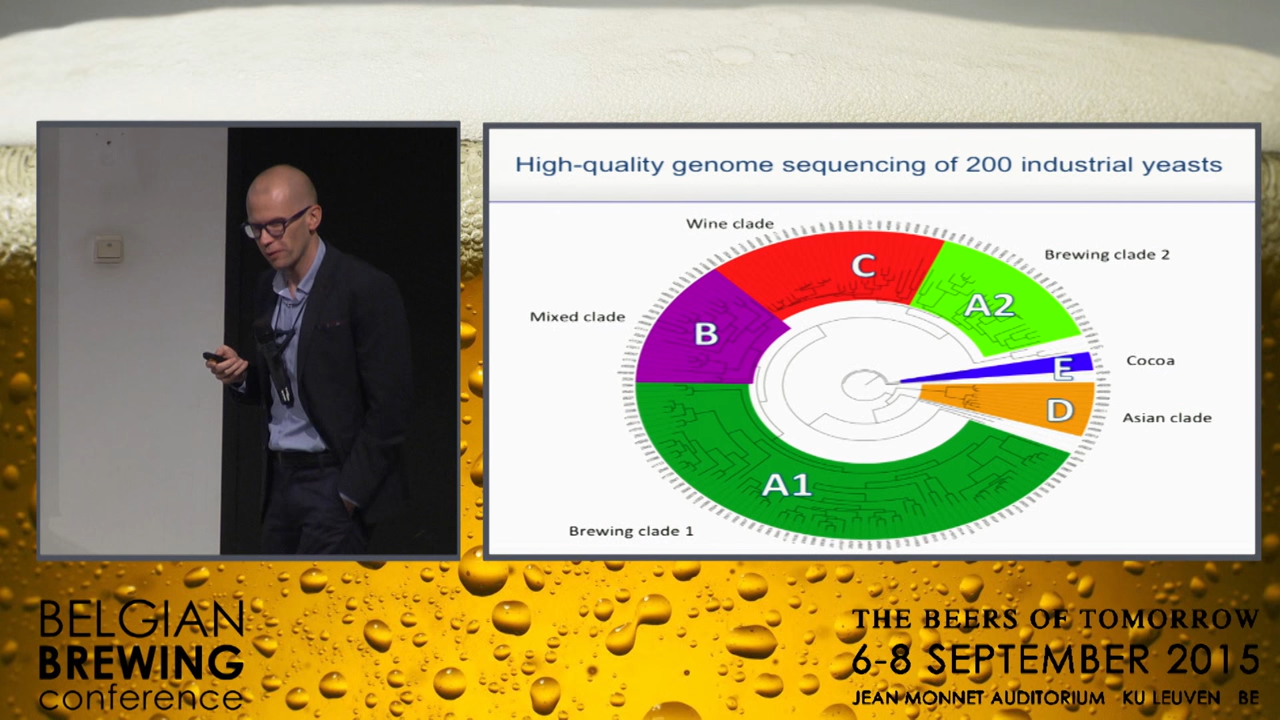 High-quality genome sequencing of 200 industrial yeasts
Wine clade
Brewing clade 2
C
A2
Mixed clade
B
Cocoa
E
D
Asian clade
A1
Brewing clade 1
BELGIAN
BREWING
conference
THE BEERS OF TOMORROW
6-8 SEPTEMBER 2015
JEAN MONNET AUDITORIUM KU LEUVEN BE